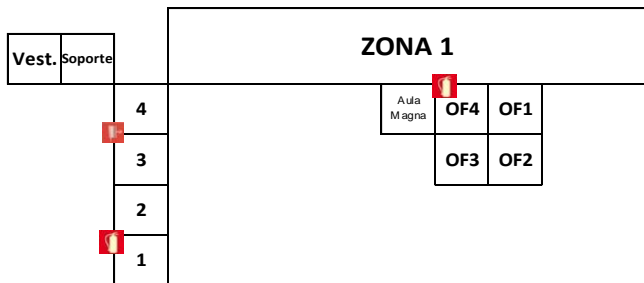 ZONA 1
Vest. Soporte
4
Aula
Magna
OF4 OF1
3
OF3 OF2
2
1